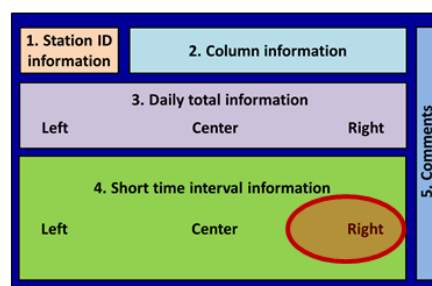 1. Station ID
information
2. Column information
3. Daily total information
Left Center Right
4. Short time interval information
Left Center Right
5. Comments